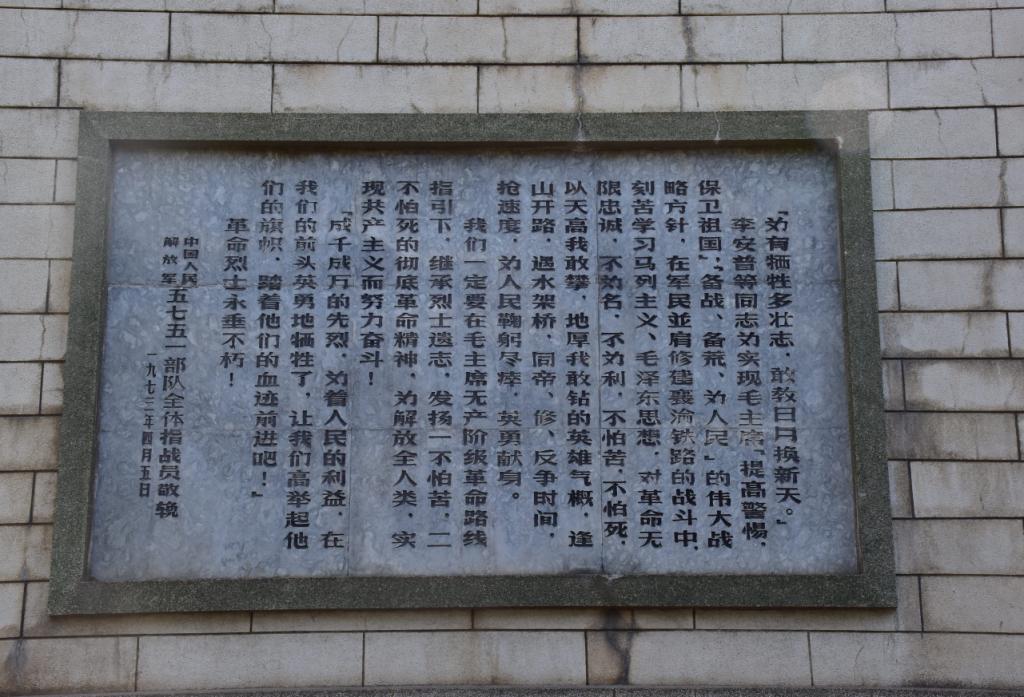 “为有牺牲多壮志，敢教日月换新天。”
李安普等同志为实现毛主席“提高警惕，
保卫祖国”，“备战、备荒、为人民”的伟大战
略方针，在军民並肩修筑襄渝铁路的战斗中，
刻苦学习马列主义、毛泽东思想，对革命无
限忠诚，不为名，不为利，不怕苦，不怕死，
以天高我敢攀，地厚我敢钻的英雄气概，逢
山开路，遇水架桥，同帝、修、反争时间，
抢速度，为人民鞠躬尽瘁，英勇献身。
我们一定要在毛主席无产阶级革命路线
指引下，继承烈士遗志，发扬一不怕苦，二
不怕死的彻底革命精神，为解放全人类，实
现共产主义而努力奋斗！
“成千成万的先烈，为着人民的利益，在
我们的前头英勇地牺牲了，让我们高举起他
们的旗帜，踏着他们的血迹前进吧！”
革命烈士永垂不朽！
中国人民解放军五七五一部队全体指战员敬挽
一九七三年四月五日